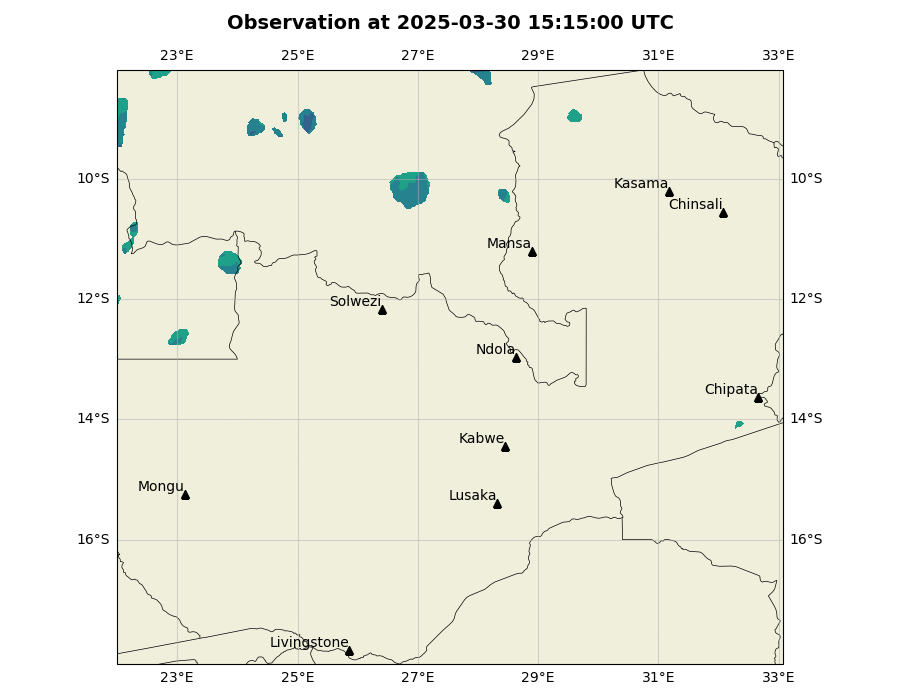 Observation at 2025-03-30 15:15:00 UTC
23°E 25°E 27°E 29°E 31°E 33°E
10°S 10°S
Kasama
Chinsali
Mansa
12°S 12°S
Solwezi
Ndola
Chipata
14°S 14°S
Kabwe
Mongu
Lusaka
16°S 16°S
Livingstone
23°E 25°E 27°E 29°E 31°E 33°E